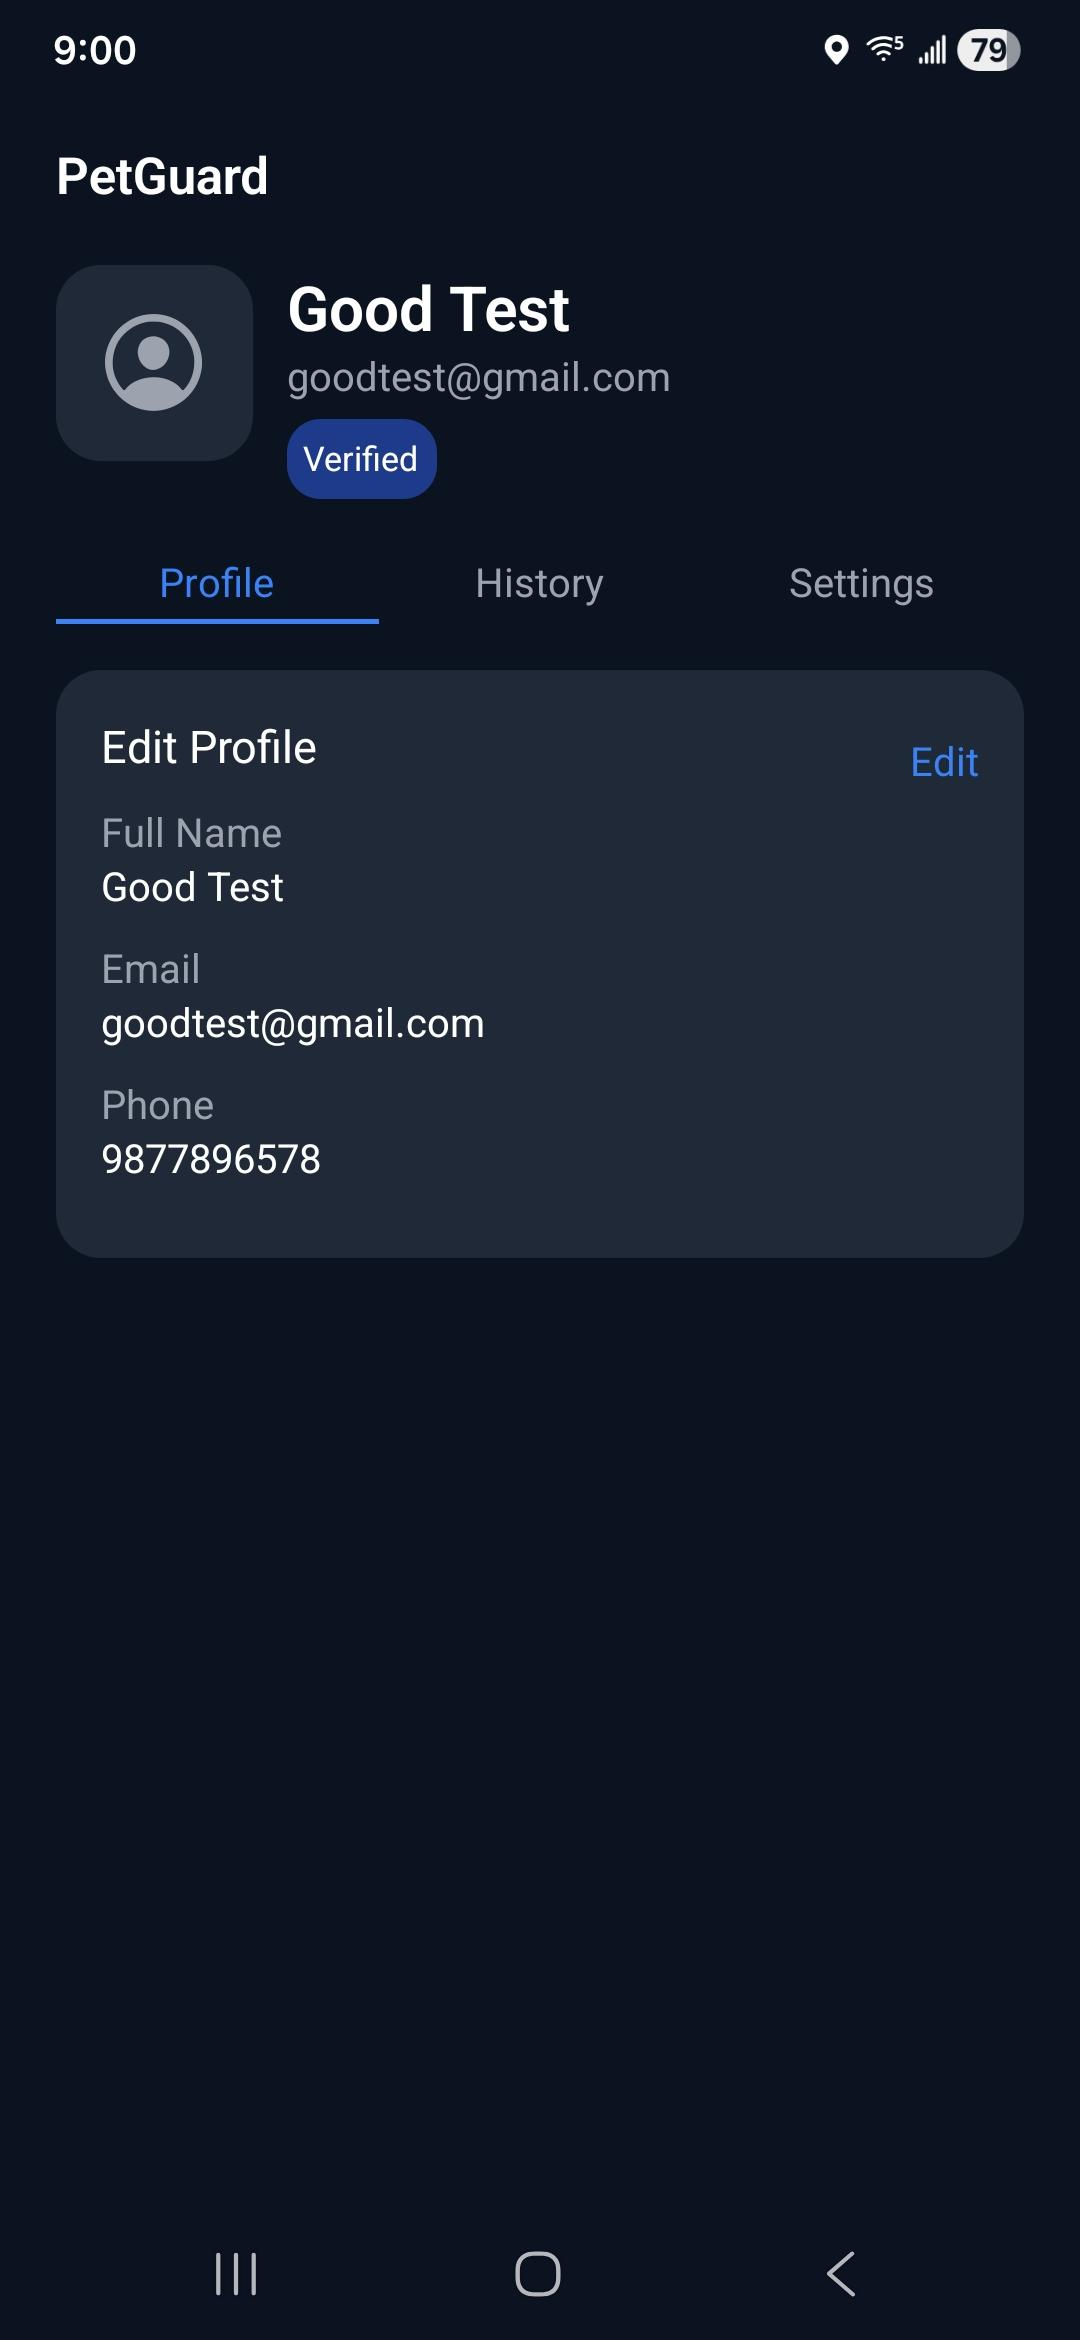 9:00
5
79
PetGuard
Good Test
goodtest@gmail.com
Verified
Profile History Settings
Edit Profile
Edit
Full Name
Good Test
Email
goodtest@gmail.com
Phone
9877896578